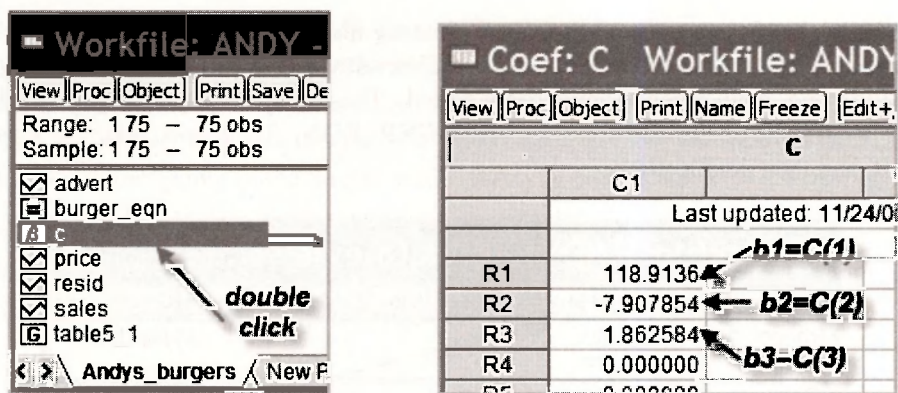 Workfile: ANDY -
View Proc Object Print Save De
Range: 1 75 – 75 obs
Sample: 1 75 – 75 obs
advert
burger_eqn
β c
price
resid
sales
G table5_1
double
click
< > Andys_burgers New P
Coef: C Workfile: ANDY
View Proc Object Print Name Freeze Edit+
C
C1
Last updated: 11/24/0
b1=C(1)
R1 118.9136
R2 -7.907854 b2=C(2)
R3 1.862584
b3=C(3)
R4 0.000000